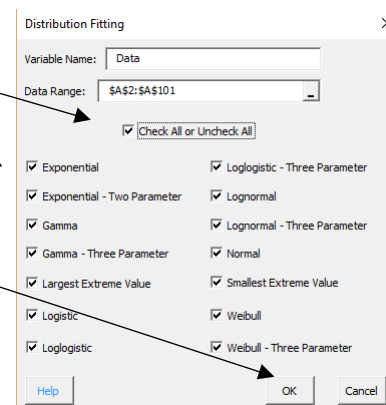 Distribution Fitting
Variable Name: Data
Data Range: $A$2:$A$101 _
Check All or Uncheck All
Exponential
Loglogistic - Three Parameter
Exponential - Two Parameter
Lognormal
Gamma
Lognormal - Three Parameter
Gamma - Three Parameter
Normal
Largest Extreme Value
Smallest Extreme Value
Logistic
Weibull
Loglogistic
Weibull - Three Parameter
Help OK Cancel